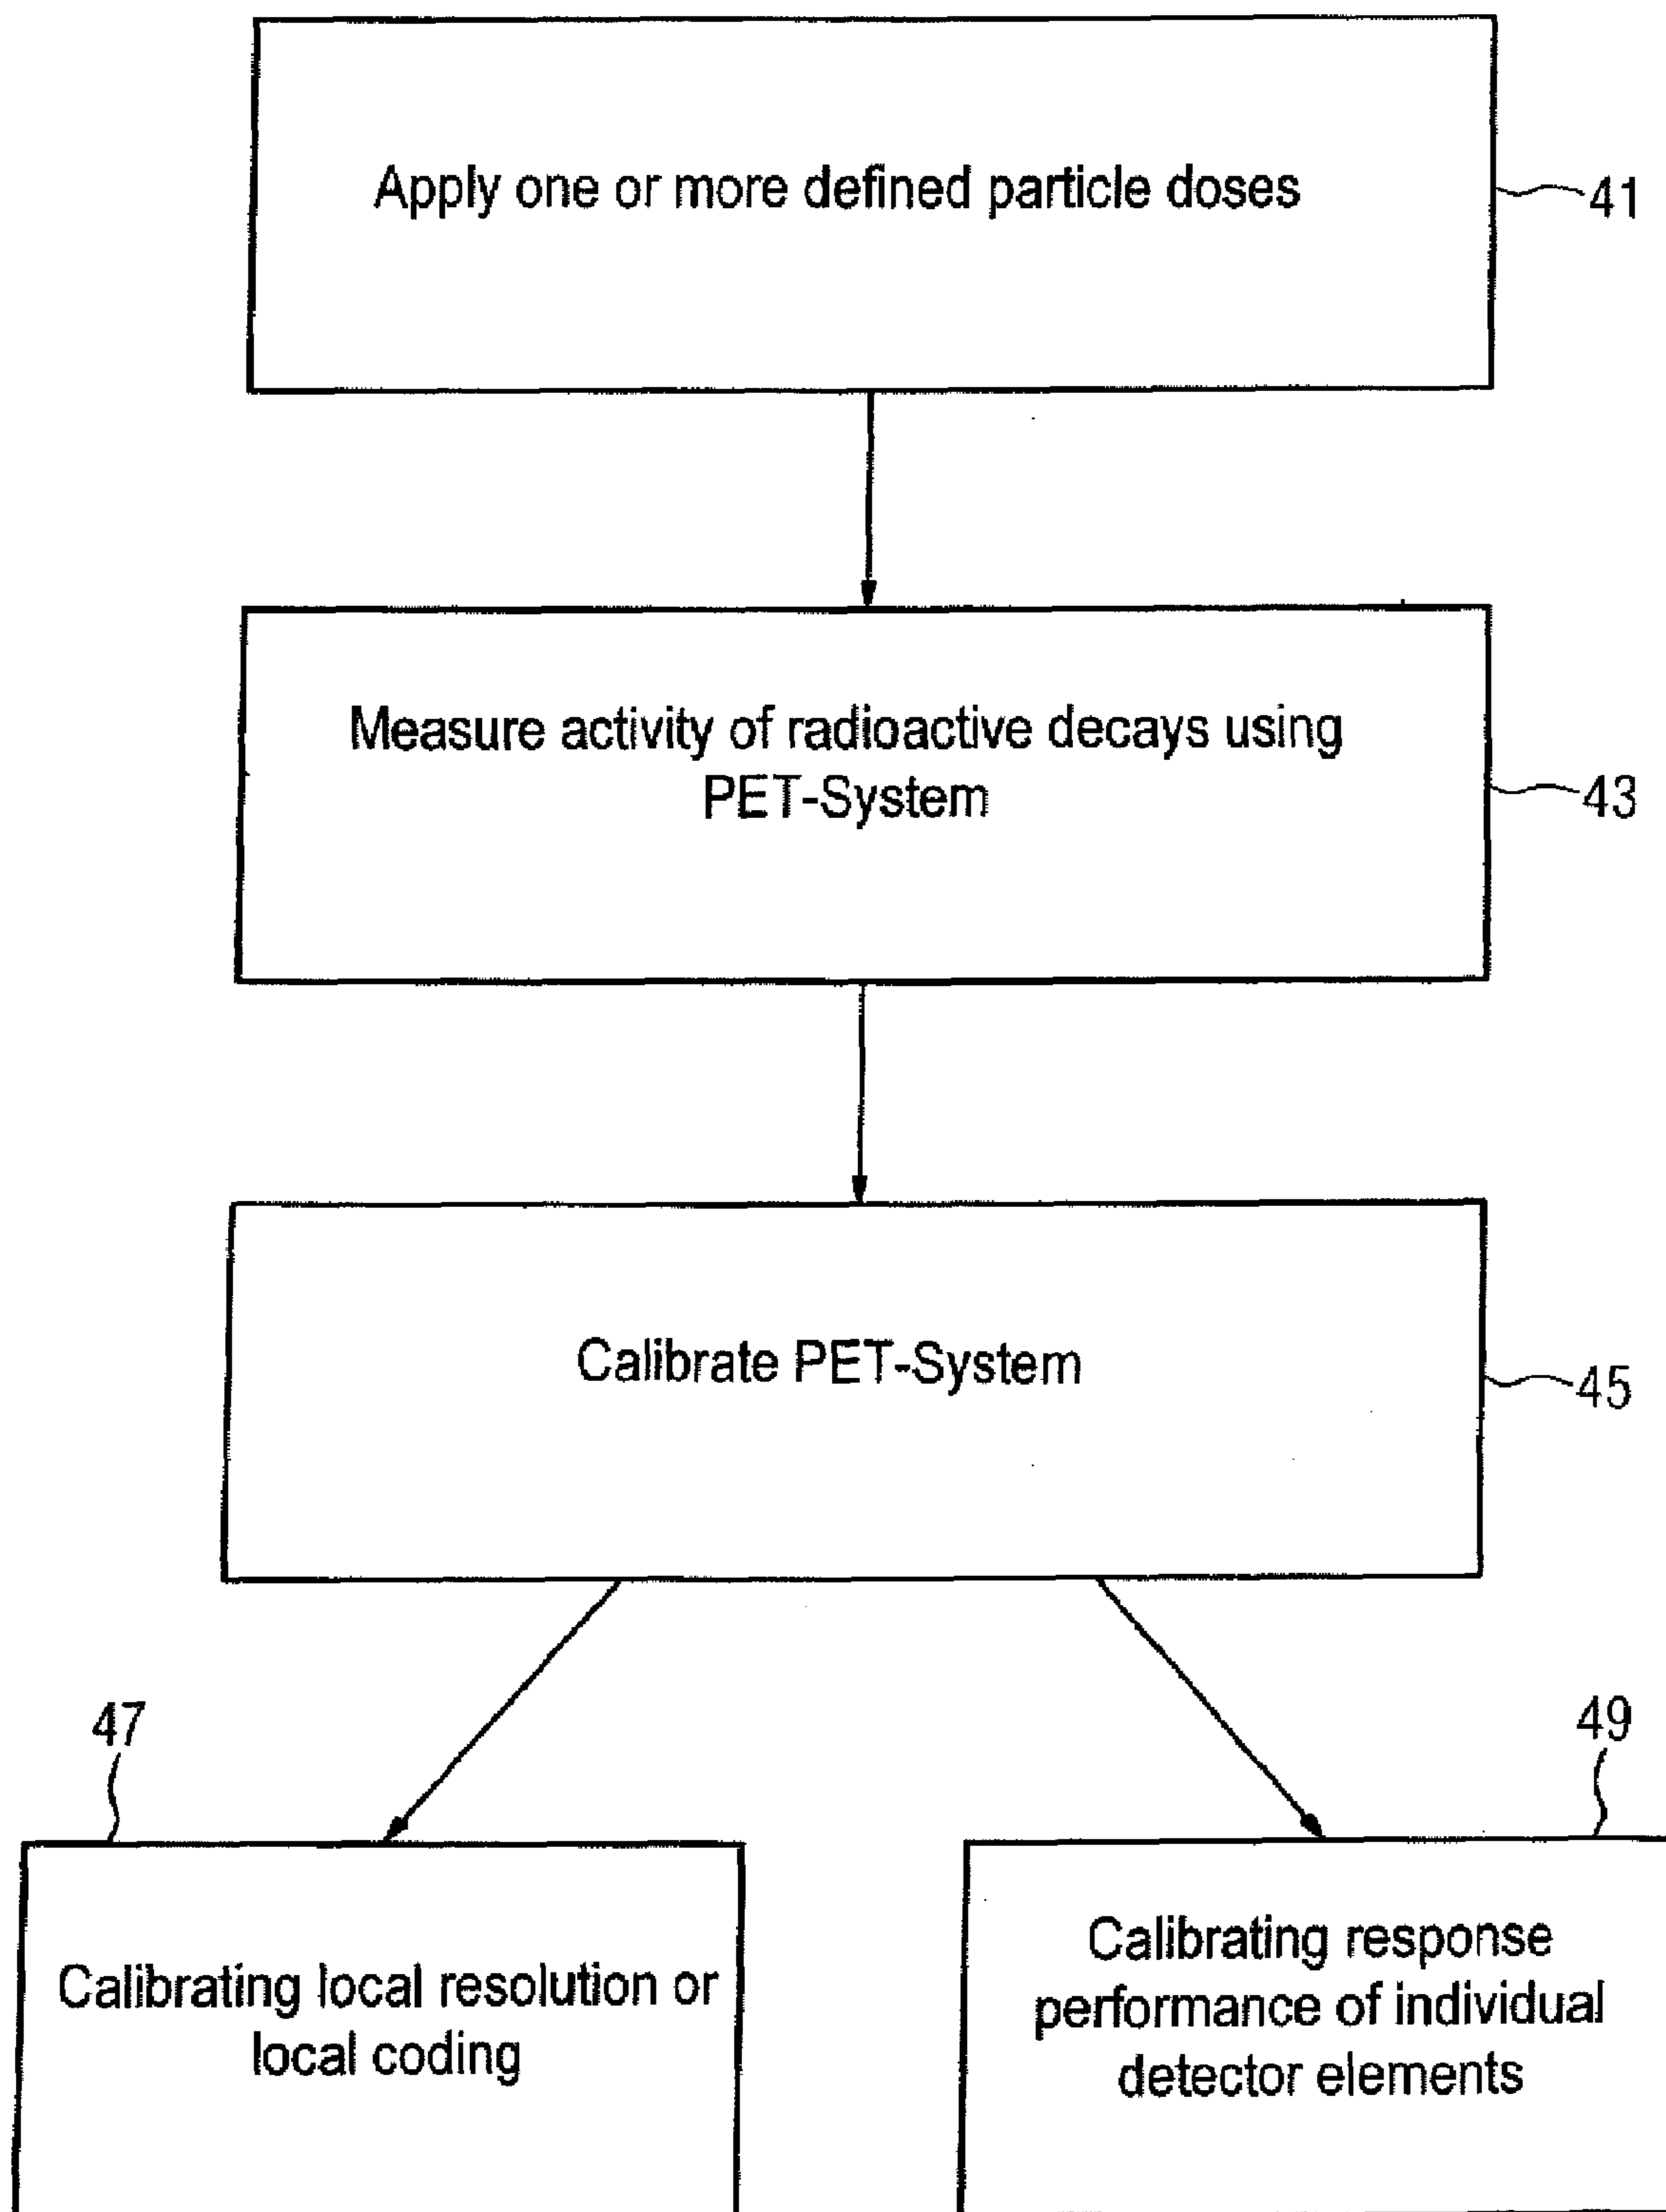 Apply one or more defined particle doses
41
Measure activity of radioactive decays using
PET-System
43
Calibrate PET-System
45
47
49
Calibrating local resolution or
local coding
Calibrating response
performance of individual
detector elements